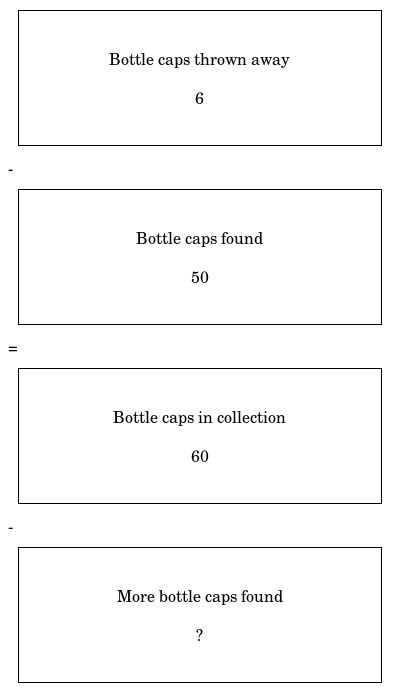 Bottle caps thrown away
6
-
Bottle caps found
50
=
Bottle caps in collection
60
-
More bottle caps found
?